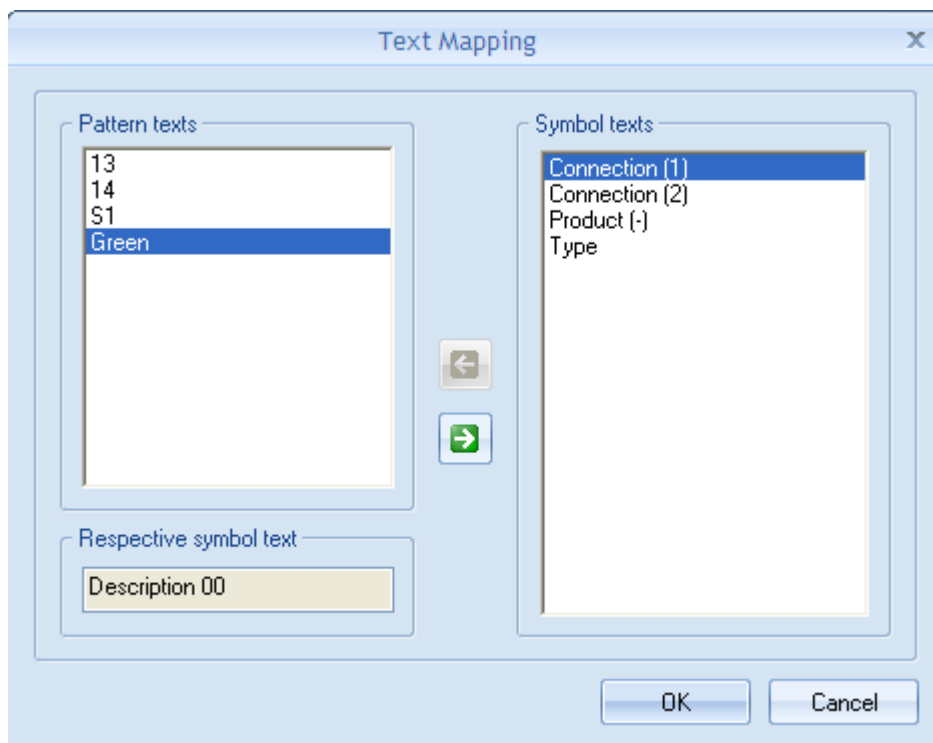 Text Mapping
Pattern texts
13
14
S1
Green
Respective symbol text
Description 00
Symbol texts
Connection (1)
Connection (2)
Product (-)
Type
OK
Cancel